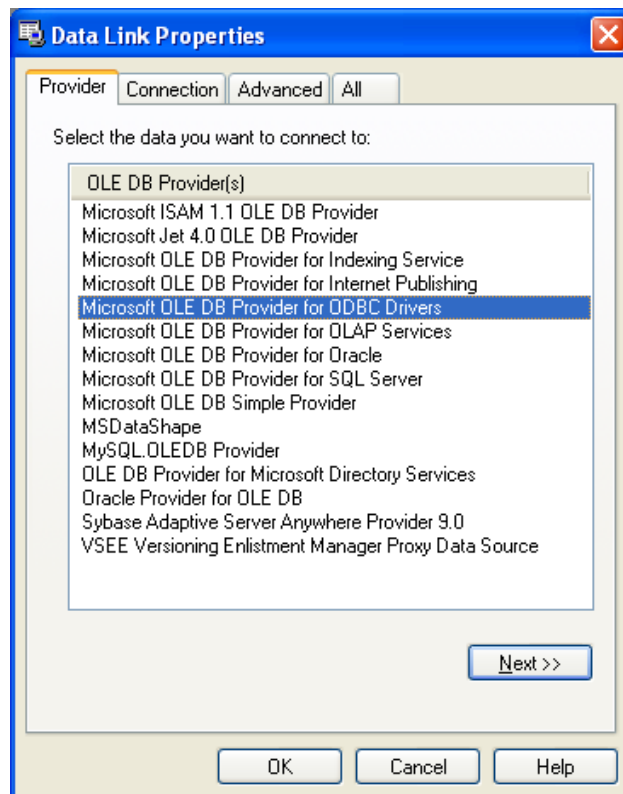 Data Link Properties
Provider Connection Advanced All
Select the data you want to connect to:
OLE DB Provider(s)
Microsoft ISAM 1.1 OLE DB Provider
Microsoft Jet 4.0 OLE DB Provider
Microsoft OLE DB Provider for Indexing Service
Microsoft OLE DB Provider for Internet Publishing
Microsoft OLE DB Provider for ODBC Drivers
Microsoft OLE DB Provider for OLAP Services
Microsoft OLE DB Provider for Oracle
Microsoft OLE DB Provider for SQL Server
Microsoft OLE DB Simple Provider
MSDataShape
MySQL.OLEDB Provider
OLE DB Provider for Microsoft Directory Services
Oracle Provider for OLE DB
Sybase Adaptive Server Anywhere Provider 9.0
VSEE Versioning Enlistment Manager Proxy Data Source
Next >>
OK Cancel Help